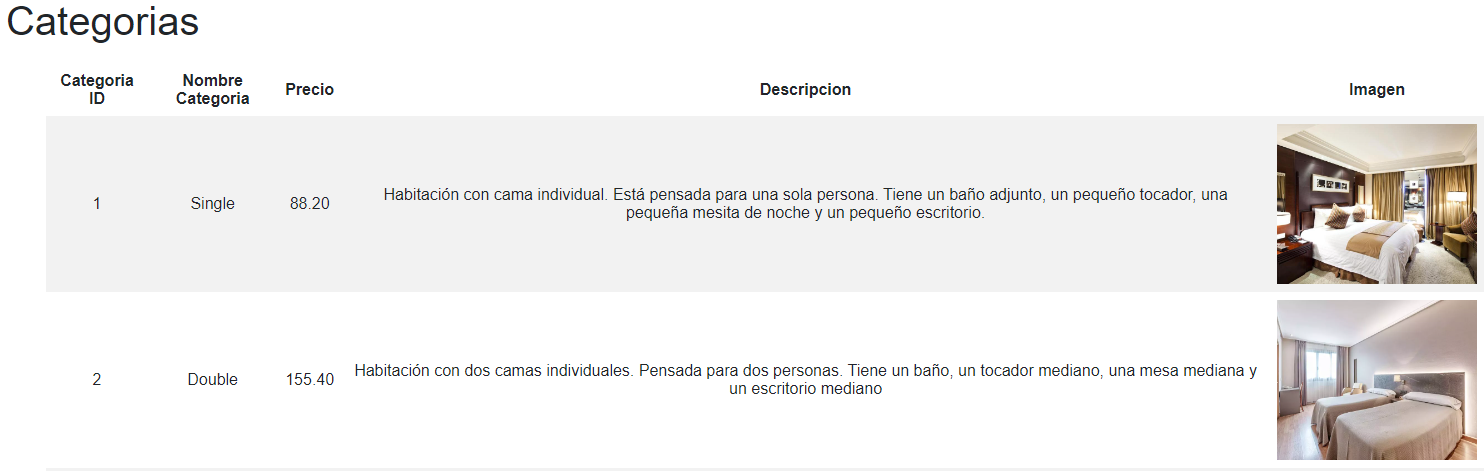 Categorias
Categoria ID
Nombre Categoria
Precio
Descripcion
Imagen
1
Single
88.20
Habitación con cama individual. Está pensada para una sola persona. Tiene un baño adjunto, un pequeño tocador, una
pequeña mesita de noche y un pequeño escritorio.
2
Double
155.40
Habitación con dos camas individuales. Pensada para dos personas. Tiene un baño, un tocador mediano, una mesa mediana y
un escritorio mediano